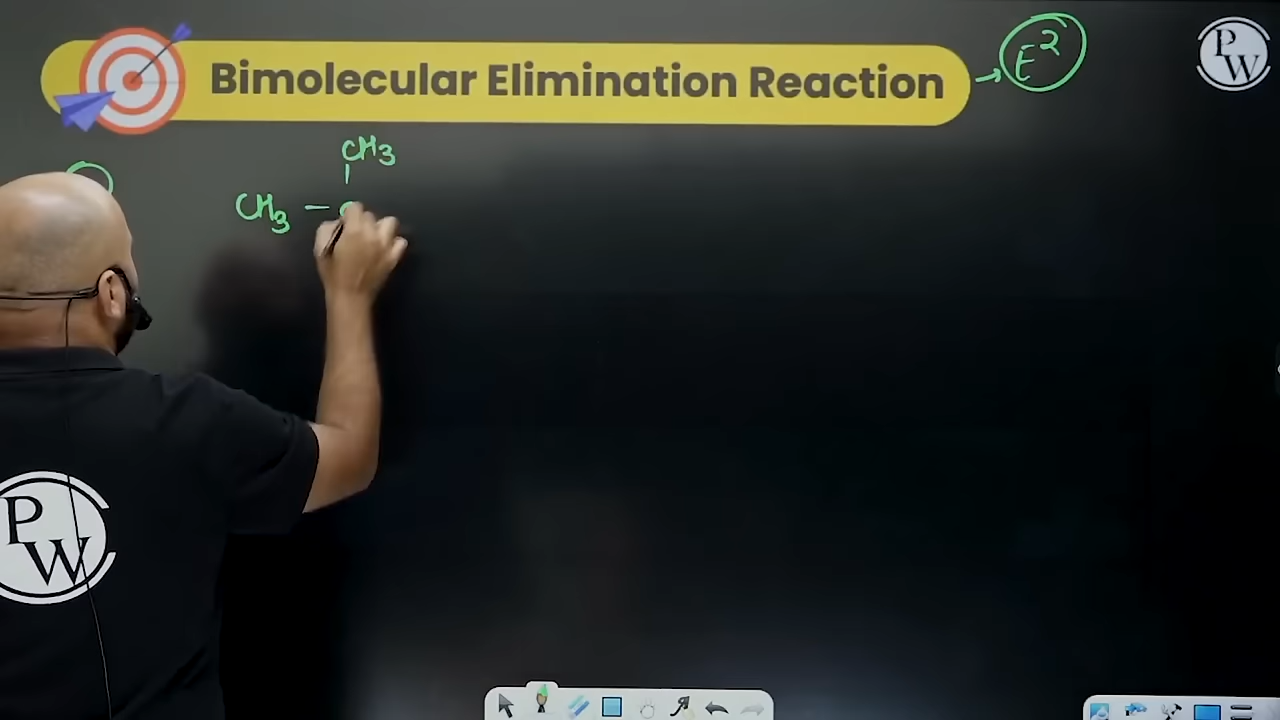 Bimolecular Elimination Reaction → E²
PW
CH₃
CH₃ – C
PW